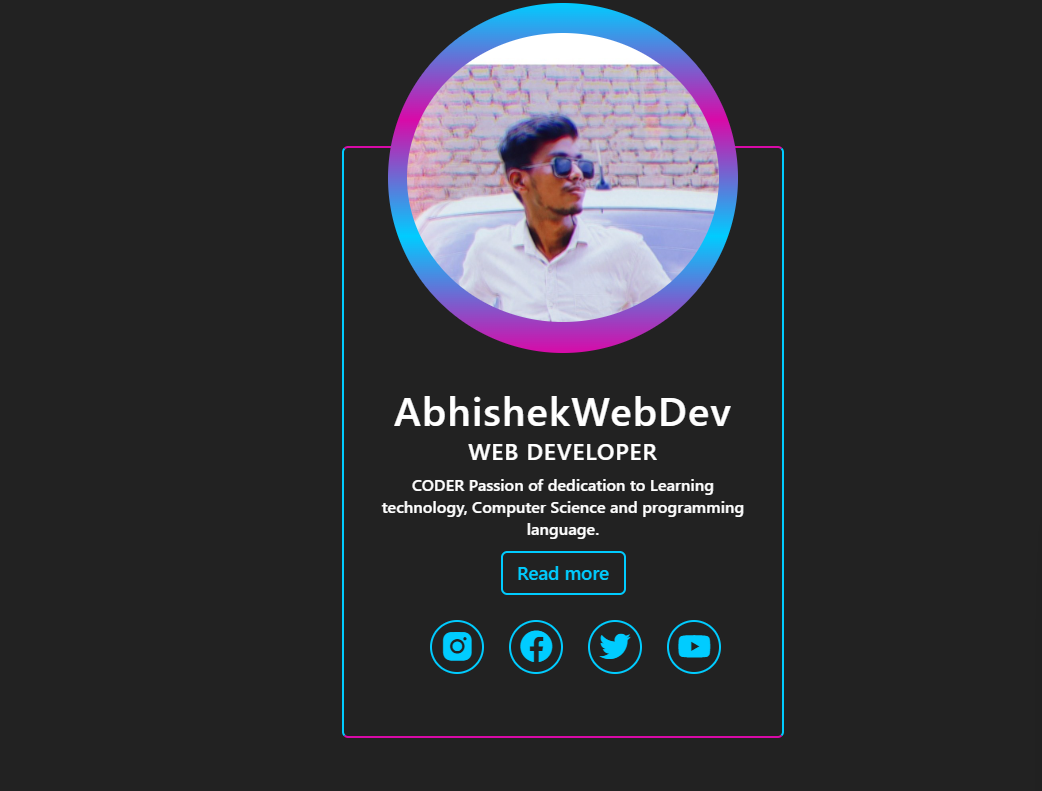 AbhishekWebDev
WEB DEVELOPER
CODER Passion of dedication to Learning
technology, Computer Science and programming
language.
Read more